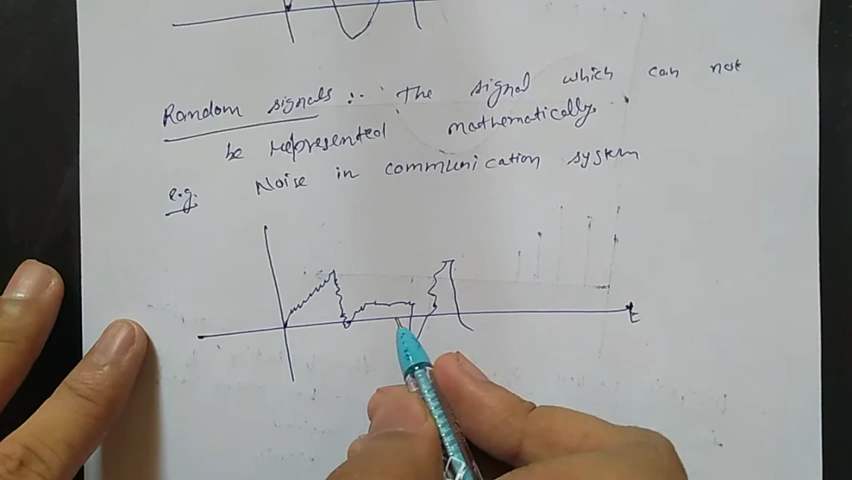 Random signals :- The signal which can not
be represented mathematically.
e.g. Noise in communication system
t